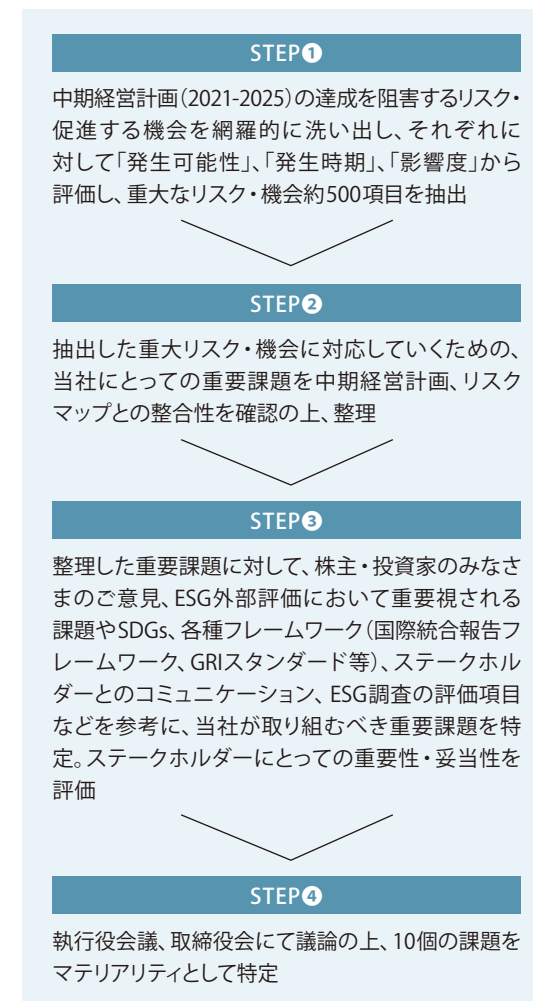 STEP❶
中期経営計画（2021-2025）の達成を阻害するリスク・
促進する機会を網羅的に洗い出し、それぞれに
対して「発生可能性」、「発生時期」、「影響度」から
評価し、重大なリスク・機会約500項目を抽出
STEP❷
抽出した重大リスク・機会に対応していくための、
当社にとっての重要課題を中期経営計画、リスク
マップとの整合性を確認の上、整理
STEP❸
整理した重要課題に対して、株主・投資家のみなさ
まのご意見、ESG外部評価において重要視される
課題やSDGs、各種フレームワーク（国際統合報告フ
レームワーク、GRIスタンダード等）、ステークホル
ダーとのコミュニケーション、ESG調査の評価項目
などを参考に、当社が取り組むべき重要課題を特
定。ステークホルダーにとっての重要性・妥当性を
評価
STEP❹
執行役会議、取締役会にて議論の上、10個の課題を
マテリアリティとして特定